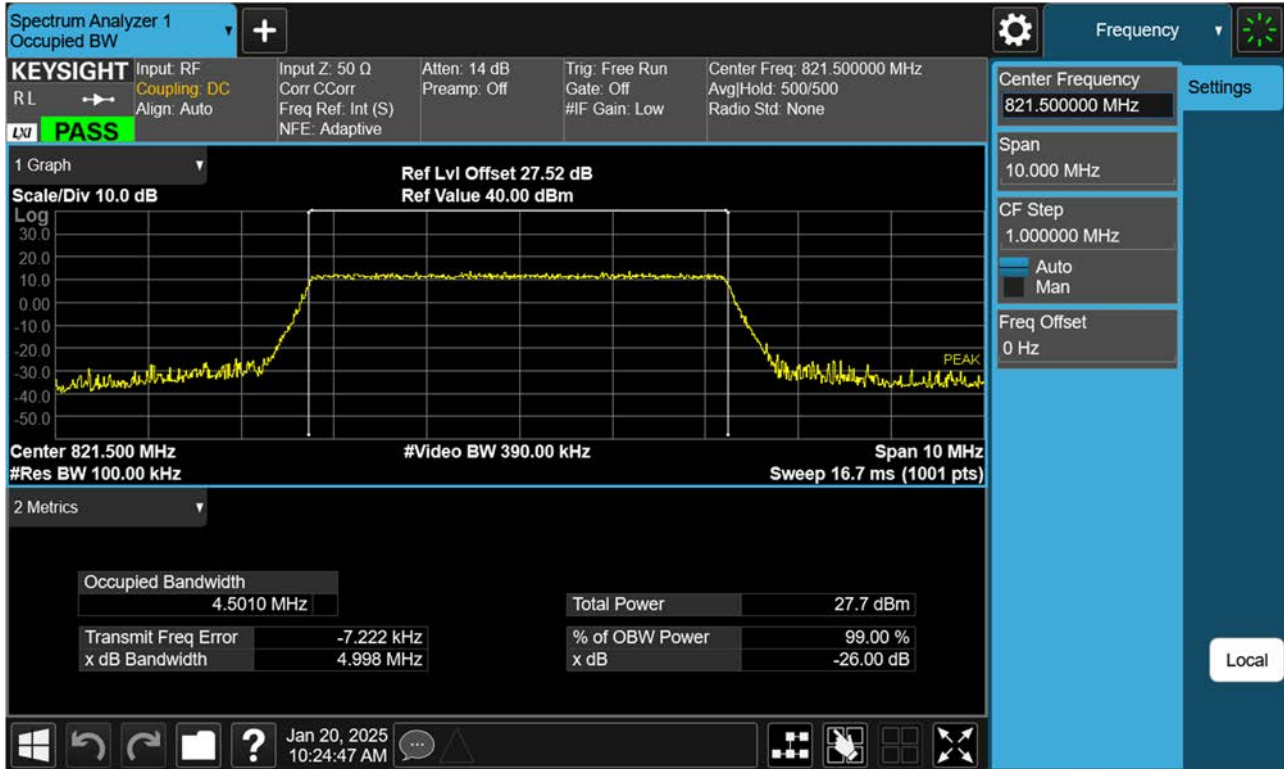 Spectrum Analyzer 1
Occupied BW
+
Frequency
KEYSIGHT
RL
LXI
PASS
Input: RF
Coupling: DC
Align: Auto
Input Z: 50 Ω
Corr CCorr
Freq Ref: Int (S)
NFE: Adaptive
Atten: 14 dB
Preamp: Off
Trig: Free Run
Gate: Off
#IF Gain: Low
Center Freq: 821.500000 MHz
Avg|Hold: 500/500
Radio Std: None
Center Frequency
821.500000 MHz
Settings
Span
10.000 MHz
CF Step
1.000000 MHz
Auto
Man
Freq Offset
0 Hz
Local
1 Graph
Scale/Div 10.0 dB
Ref Lvl Offset 27.52 dB
Ref Value 40.00 dBm
Log
30.0
20.0
10.0
0.00
-10.0
-20.0
-30.0
-40.0
-50.0
PEAK
Center 821.500 MHz
#Video BW 390.00 kHz
Span 10 MHz
#Res BW 100.00 kHz
Sweep 16.7 ms (1001 pts)
2 Metrics
Occupied Bandwidth
4.5010 MHz
Total Power 27.7 dBm
Transmit Freq Error -7.222 kHz
% of OBW Power 99.00 %
x dB Bandwidth 4.998 MHz
x dB -26.00 dB
?
Jan 20, 2025
10:24:47 AM